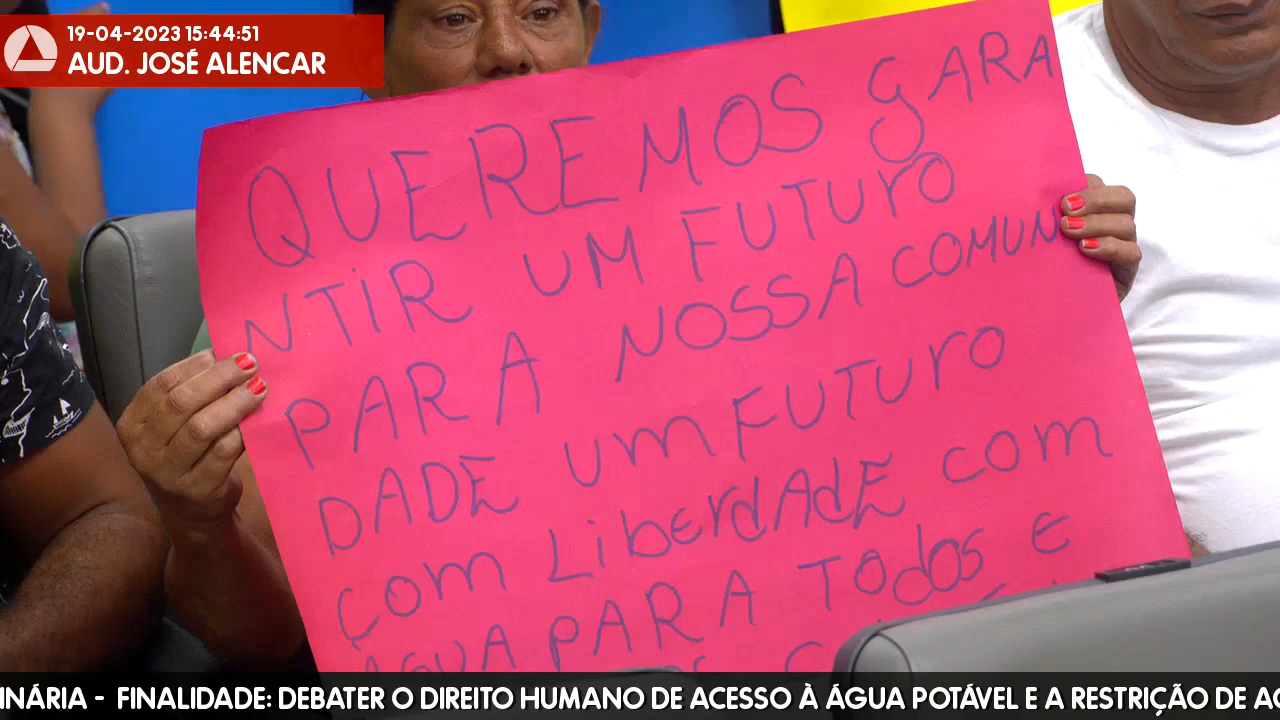 19-04-2023 15:44:51
AUD. JOSÉ ALENCAR
QUEREMOS gARA
NTIR UM FUTUrO
PARA NOSSA COMUN
DADE Um FUTUrO
com LiberdAdE com
AGUA PARA Todos E
INÁRIA - FINALIDADE: DEBATER O DIREITO HUMANO DE ACESSO À ÁGUA POTÁVEL E A RESTRIÇÃO DE